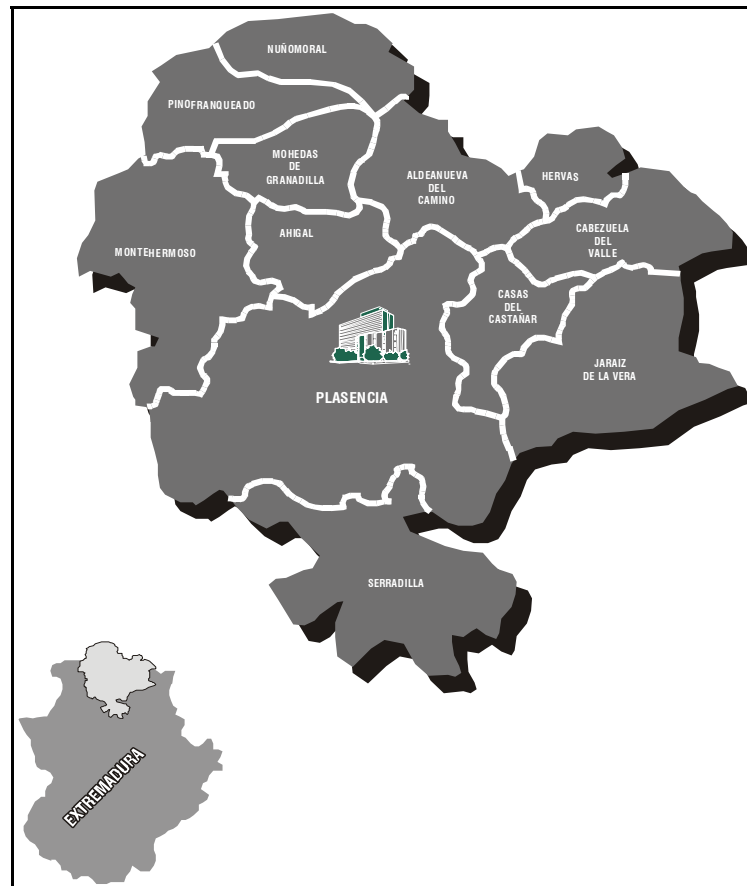 NUÑOMORAL
PINOFRANQUEADO
MOHEDAS
DE
GRANADILLA
ALDEANUEVA
DEL
CAMINO
HERVAS
CABEZUELA
DEL
VALLE
MONTEHERMOSO
AHIGAL
CASAS
DEL
CASTAÑAR
JARAIZ
DE LA VERA
PLASENCIA
SERRADILLA
EXTREMADURA